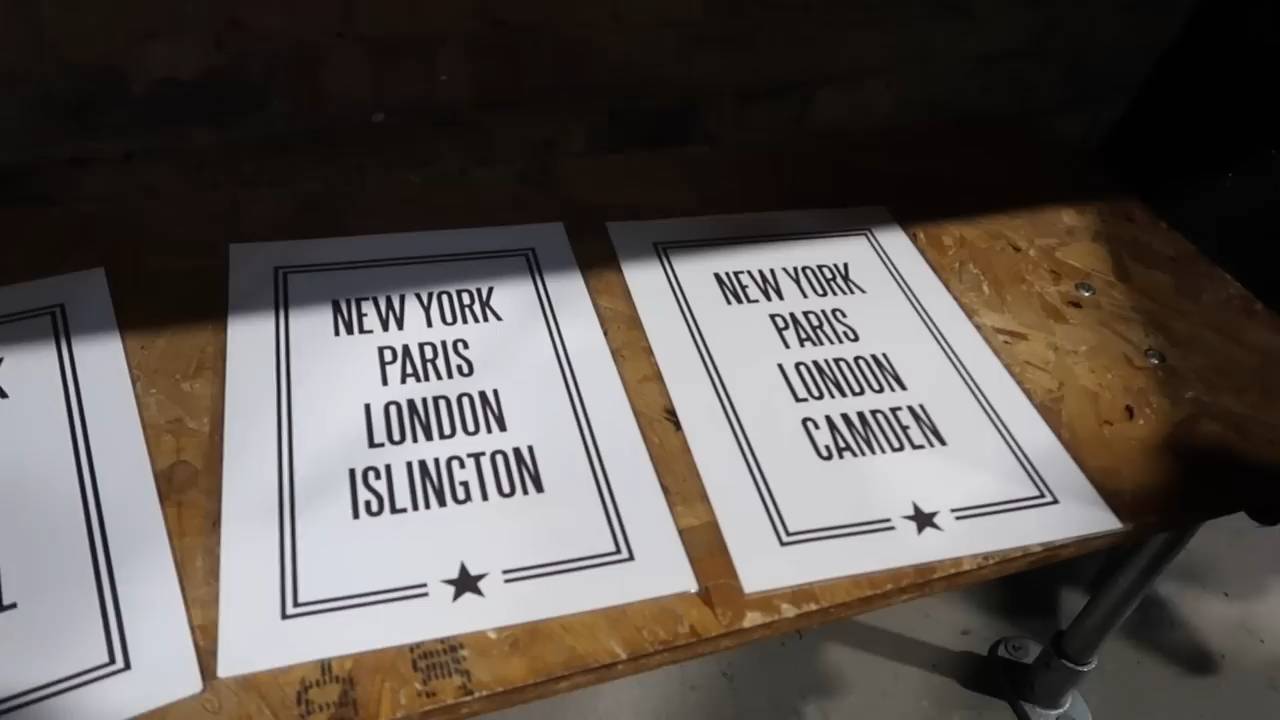 NEW YORK
PARIS
LONDON
ISLINGTON
NEW YORK
PARIS
LONDON
CAMDEN